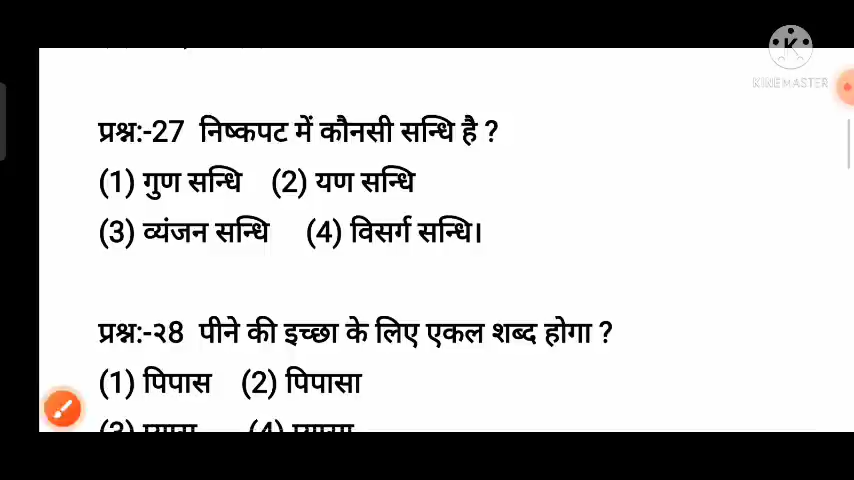 KINEMASTER
प्रश्न:-27 निष्कपट में कौनसी सन्धि है ?
(1) गुण सन्धि (2) यण सन्धि
(3) व्यंजन सन्धि (4) विसर्ग सन्धि।
प्रश्न:-२8 पीने की इच्छा के लिए एकल शब्द होगा ?
(1) पिपास (2) पिपासा